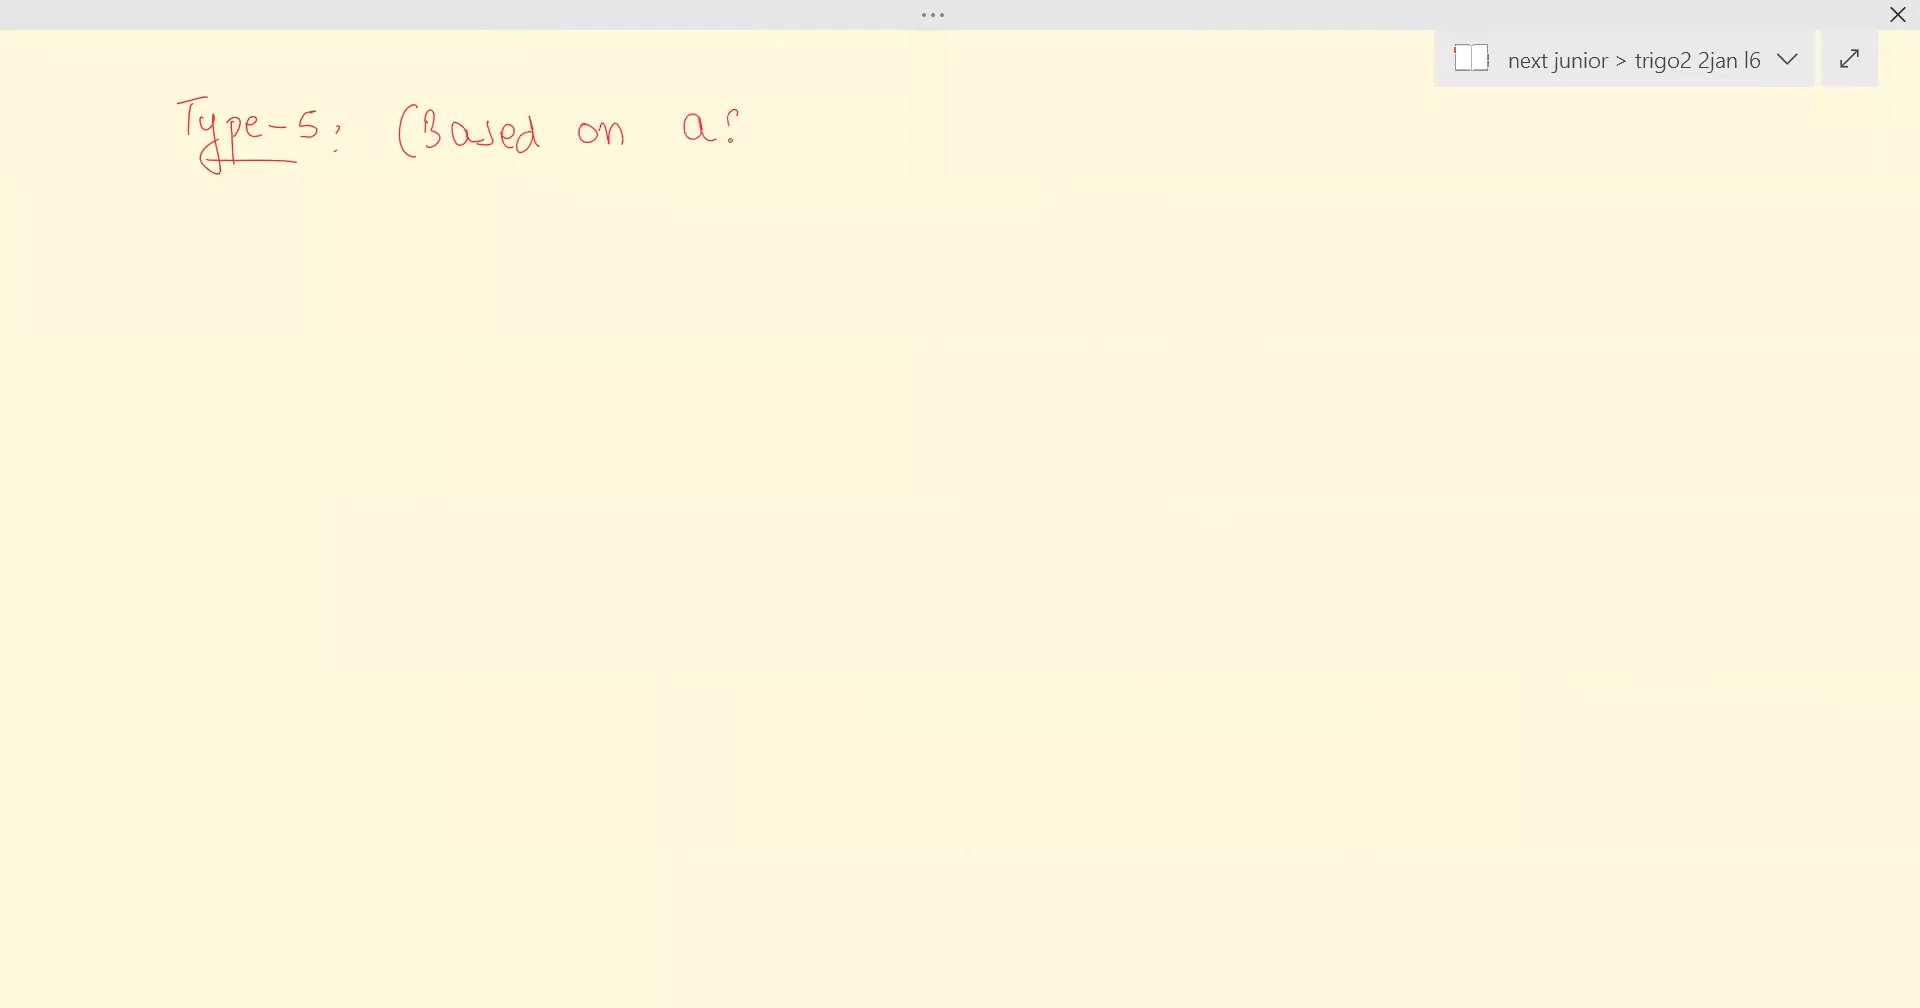 next junior > trigo2 2jan l6
Type-5: (Based on a